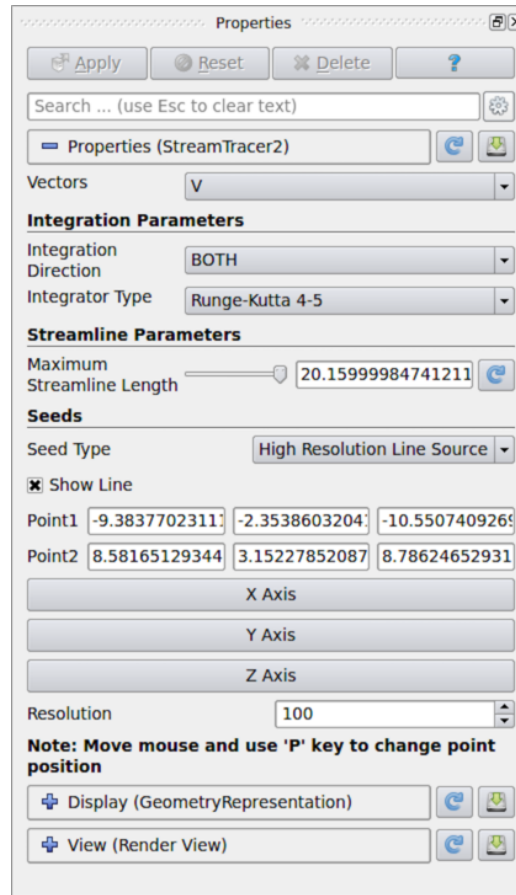 Properties
Apply Reset Delete ?
Search ... (use Esc to clear text)
Properties (StreamTracer2)
Vectors V
Integration Parameters
Integration
Direction BOTH
Integrator Type Runge-Kutta 4-5
Streamline Parameters
Maximum
Streamline Length 20.15999984741211
Seeds
Seed Type High Resolution Line Source
Show Line
Point1 -9.38377023111 -2.3538603204 -10.5507409269
Point2 8.58165129344 3.15227852087 8.78624652931
X Axis
Y Axis
Z Axis
Resolution 100
Note: Move mouse and use 'P' key to change point
position
Display (GeometryRepresentation)
View (Render View)